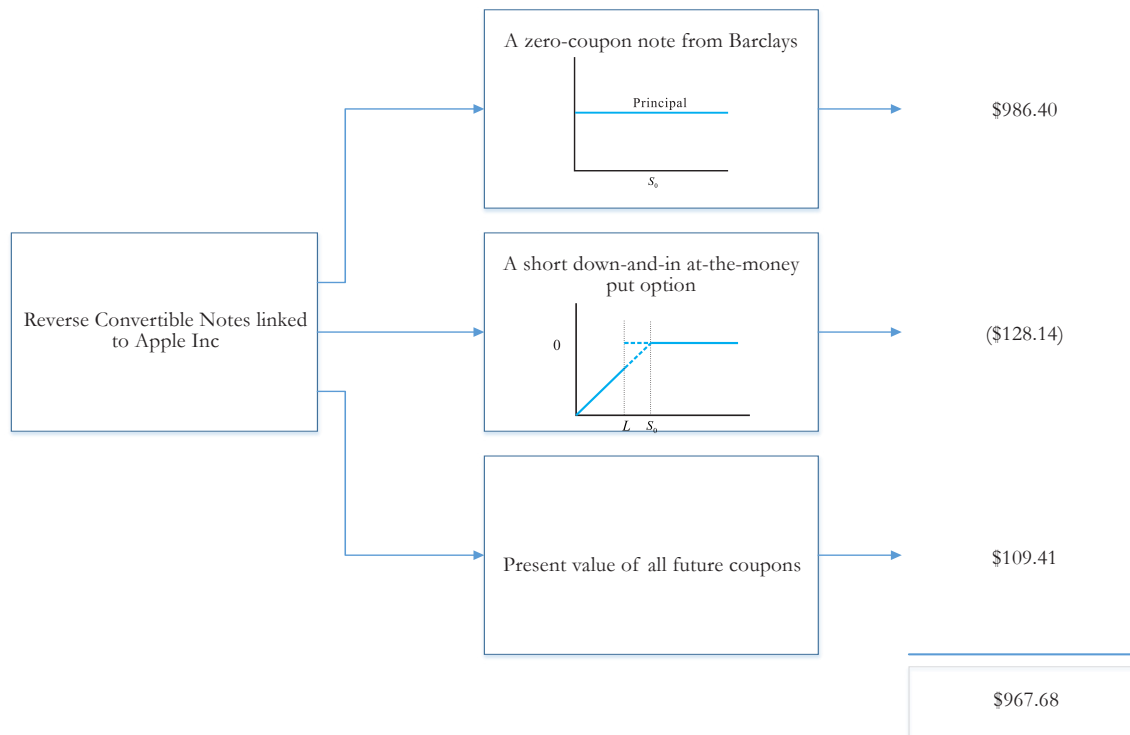 A zero-coupon note from Barclays
Principal
S₀
$986.40
Reverse Convertible Notes linked
to Apple Inc
A short down-and-in at-the-money
put option
0
L S₀
($128.14)
Present value of all future coupons
$109.41
$967.68